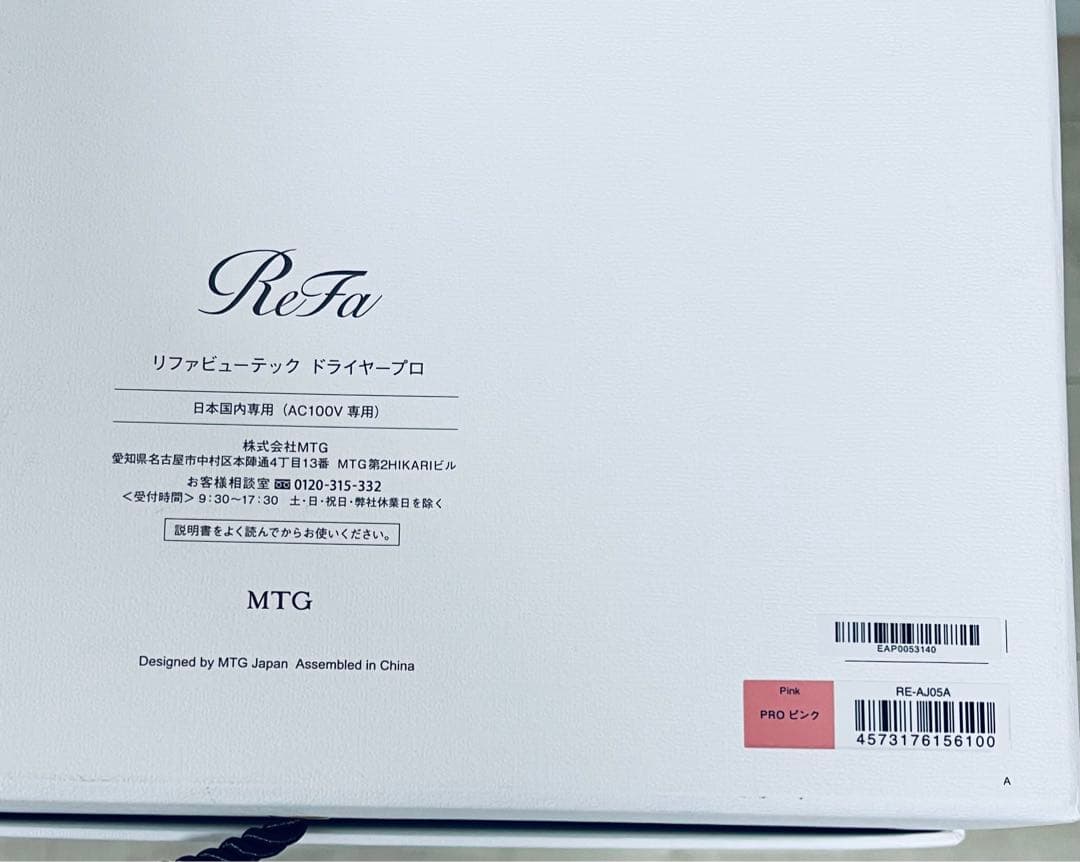 ReFa
リファビューテック ドライヤープロ
日本国内専用（AC100V 専用）
株式会社MTG
愛知県名古屋市中村区本陣通4丁目13番 MTG第2HIKARIビル
お客様相談室 0120-315-332
＜受付時間＞ 9：30〜17：30 土・日・祝日・弊社休業日を除く
説明書をよく読んでからお使いください。
MTG
Designed by MTG Japan Assembled in China
EAP0053140
Pink
PRO ピンク
RE-AJ05A
4573176156100
A